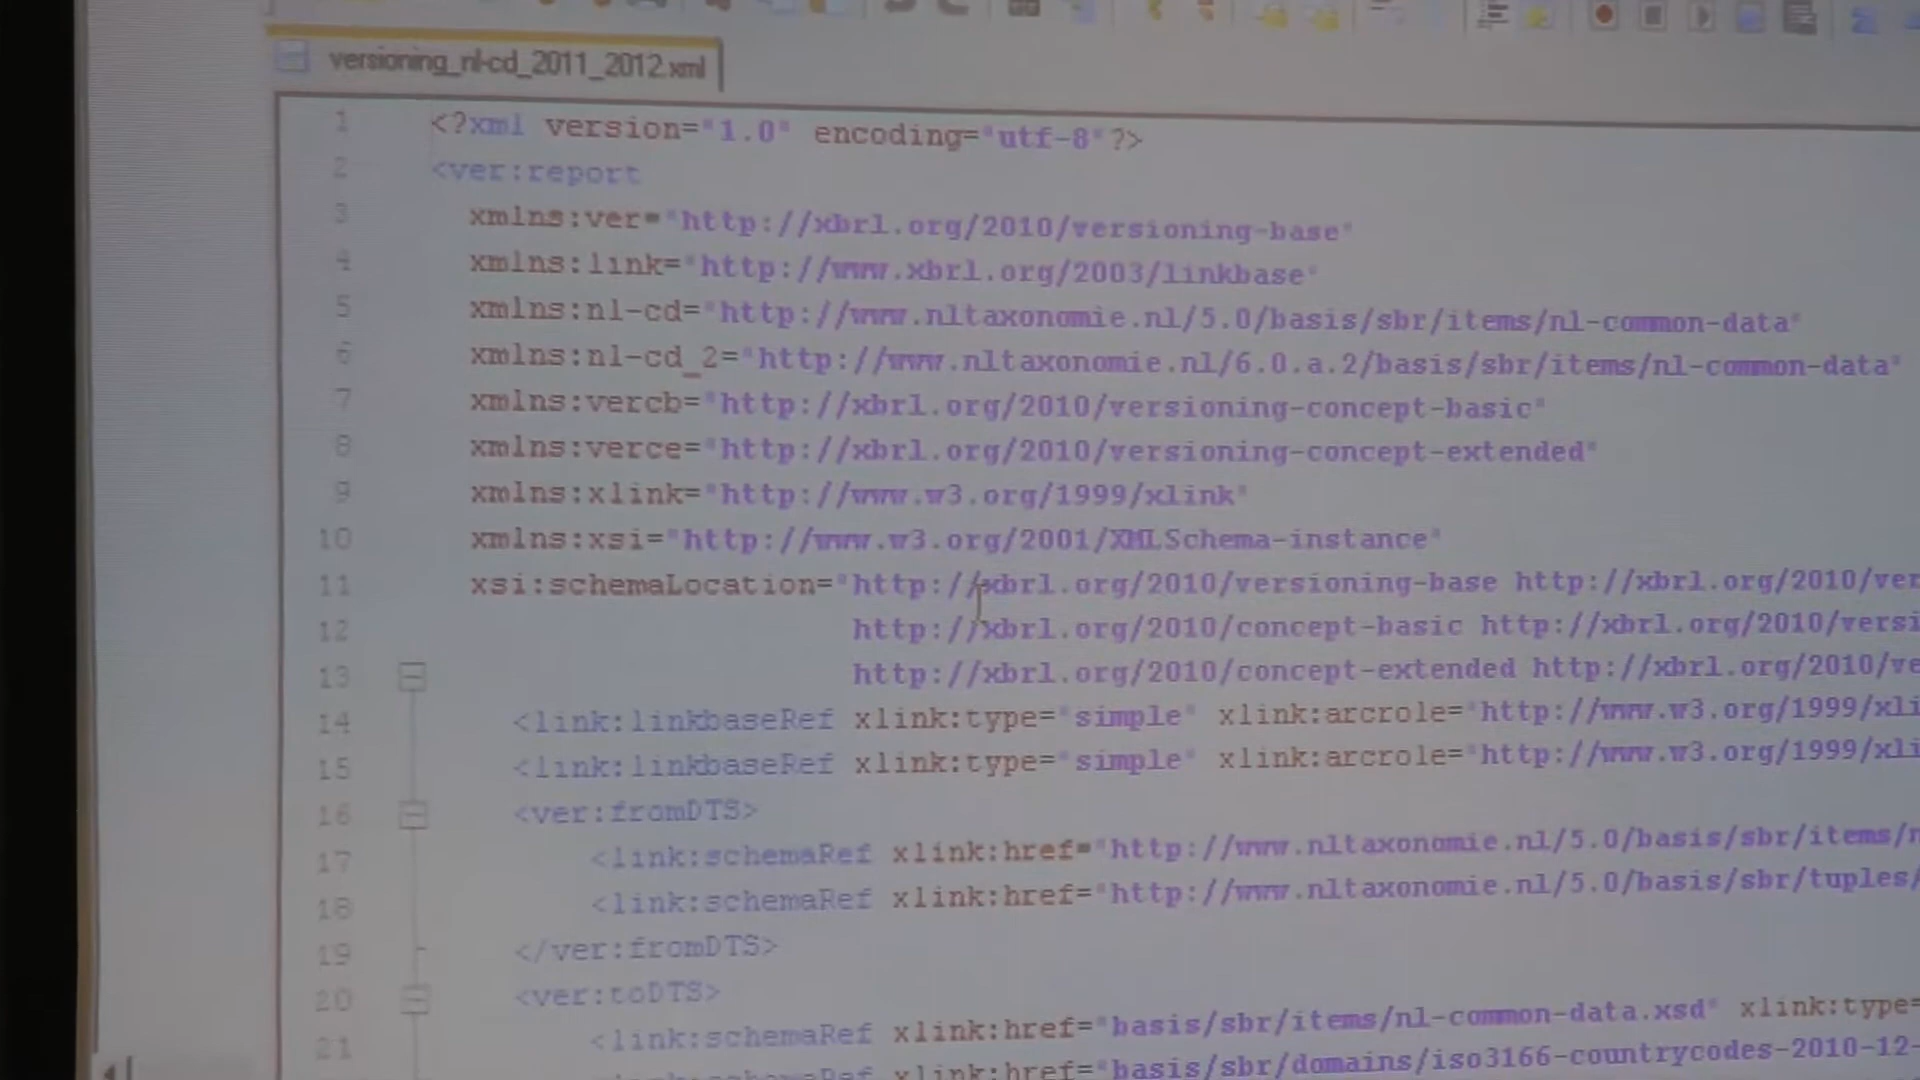 versioning_nl-cd_2011_2012.xml
1 <?xml version="1.0" encoding="utf-8"?>
2 <ver:report
3 xmlns:ver="http://xbrl.org/2010/versioning-base"
4 xmlns:link="http://www.xbrl.org/2003/linkbase"
5 xmlns:nl-cd="http://www.nltaxonomie.nl/5.0/basis/sbr/items/nl-common-data"
6 xmlns:nl-cd_2="http://www.nltaxonomie.nl/6.0.a.2/basis/sbr/items/nl-common-data"
7 xmlns:vercb="http://xbrl.org/2010/versioning-concept-basic"
8 xmlns:verce="http://xbrl.org/2010/versioning-concept-extended"
9 xmlns:xlink="http://www.w3.org/1999/xlink"
10 xmlns:xsi="http://www.w3.org/2001/XMLSchema-instance"
11 xsi:schemaLocation="http://xbrl.org/2010/versioning-base http://xbrl.org/2010/ver
12 http://xbrl.org/2010/concept-basic http://xbrl.org/2010/versi
13 http://xbrl.org/2010/concept-extended http://xbrl.org/2010/ve
14 <link:linkbaseRef xlink:type="simple" xlink:arcrole="http://www.w3.org/1999/xli
15 <link:linkbaseRef xlink:type="simple" xlink:arcrole="http://www.w3.org/1999/xli
16 <ver:fromDTS>
17 <link:schemaRef xlink:href="http://www.nltaxonomie.nl/5.0/basis/sbr/items/n
18 <link:schemaRef xlink:href="http://www.nltaxonomie.nl/5.0/basis/sbr/tuples/
19 </ver:fromDTS>
20 <ver:toDTS>
21 <link:schemaRef xlink:href="basis/sbr/items/nl-common-data.xsd" xlink:type=
<link:schemaRef xlink:href="basis/sbr/domains/iso3166-countrycodes-2010-12-